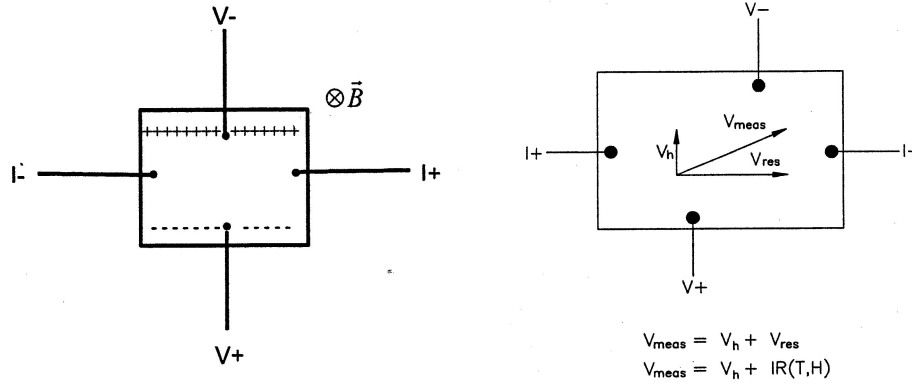 V-
⊗B⃗
+++++++ +++++++
I-
I+
------- ------
V+
V-
I+
I-
Vₕ
Vmeas
Vres
V+
Vmeas = Vh + Vres
Vmeas = Vh + IR(T,H)